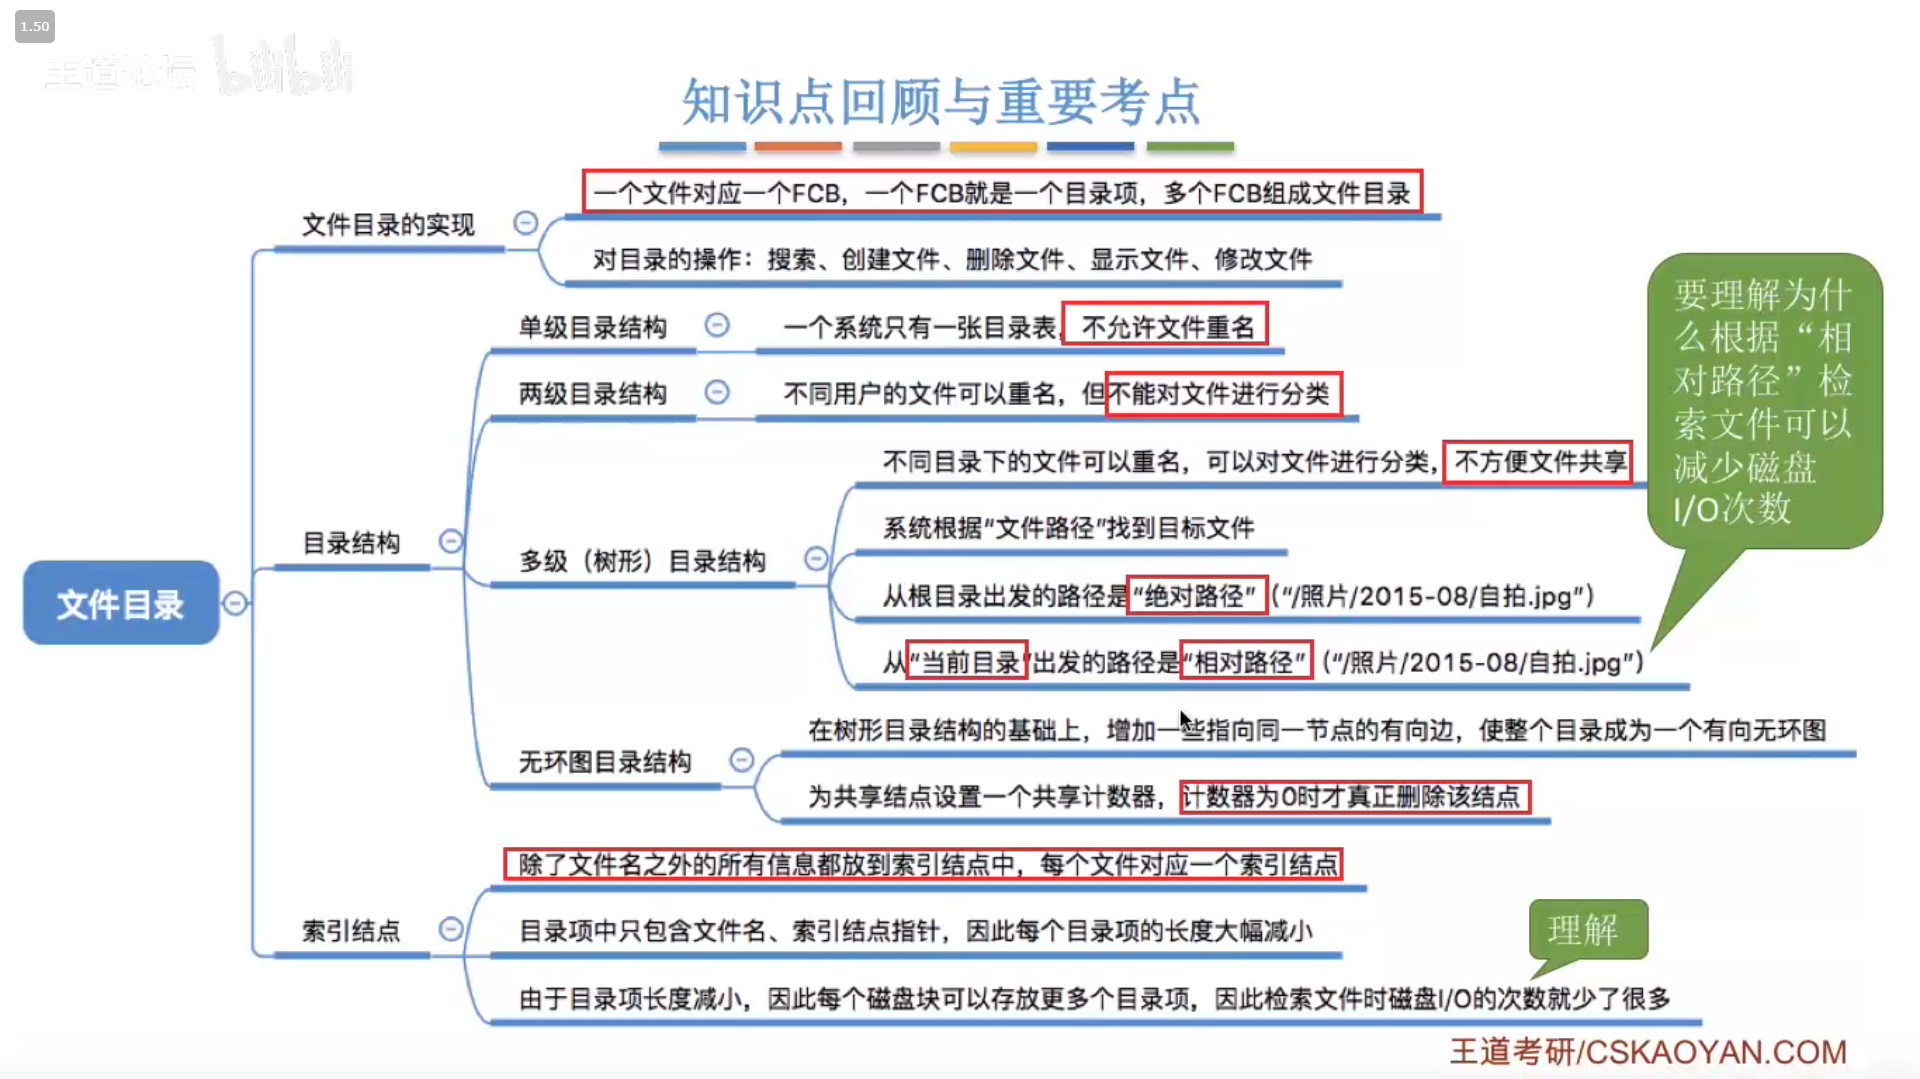 1.50
王道论坛 bilibili
知识点回顾与重要考点
一个文件对应一个FCB，一个FCB就是一个目录项，多个FCB组成文件目录
文件目录的实现
对目录的操作：搜索、创建文件、删除文件、显示文件、修改文件
单级目录结构
一个系统只有一张目录表，不允许文件重名
两级目录结构
不同用户的文件可以重名，但不能对文件进行分类
不同目录下的文件可以重名，可以对文件进行分类，不方便文件共享
系统根据“文件路径”找到目标文件
目录结构
多级（树形）目录结构
从根目录出发的路径是“绝对路径”（“/照片/2015-08/自拍.jpg”）
从“当前目录”出发的路径是“相对路径”（“/照片/2015-08/自拍.jpg”）
要理解为什
么根据“相
对路径”检
索文件可以
减少磁盘
I/O次数
文件目录
在树形目录结构的基础上，增加一些指向同一节点的有向边，使整个目录成为一个有向无环图
无环图目录结构
为共享结点设置一个共享计数器，计数器为0时才真正删除该结点
除了文件名之外的所有信息都放到索引结点中，每个文件对应一个索引结点
索引结点
目录项中只包含文件名、索引结点指针，因此每个目录项的长度大幅减小
理解
由于目录项长度减小，因此每个磁盘块可以存放更多个目录项，因此检索文件时磁盘I/O的次数就少了很多
王道考研/CSKAOYAN.COM